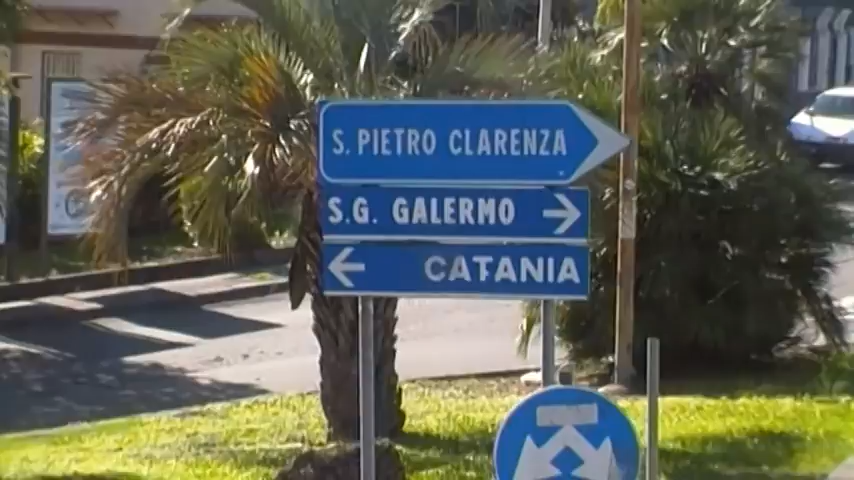 S. PIETRO CLARENZA
S.G. GALERMO
CATANIA